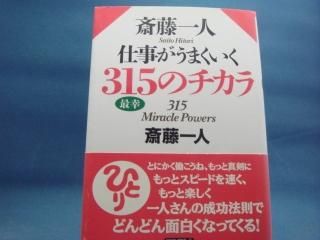 斎藤一人
Saito Hitori
仕事がうまくいく
315のチカラ
最幸
315
Miracle Powers
斎藤一人
ひとり
とにかく働こうね、もっと真剣に
もっとスピードを速く、
もっと楽しく
一人さんの成功法則で
どんどん面白くなってる!